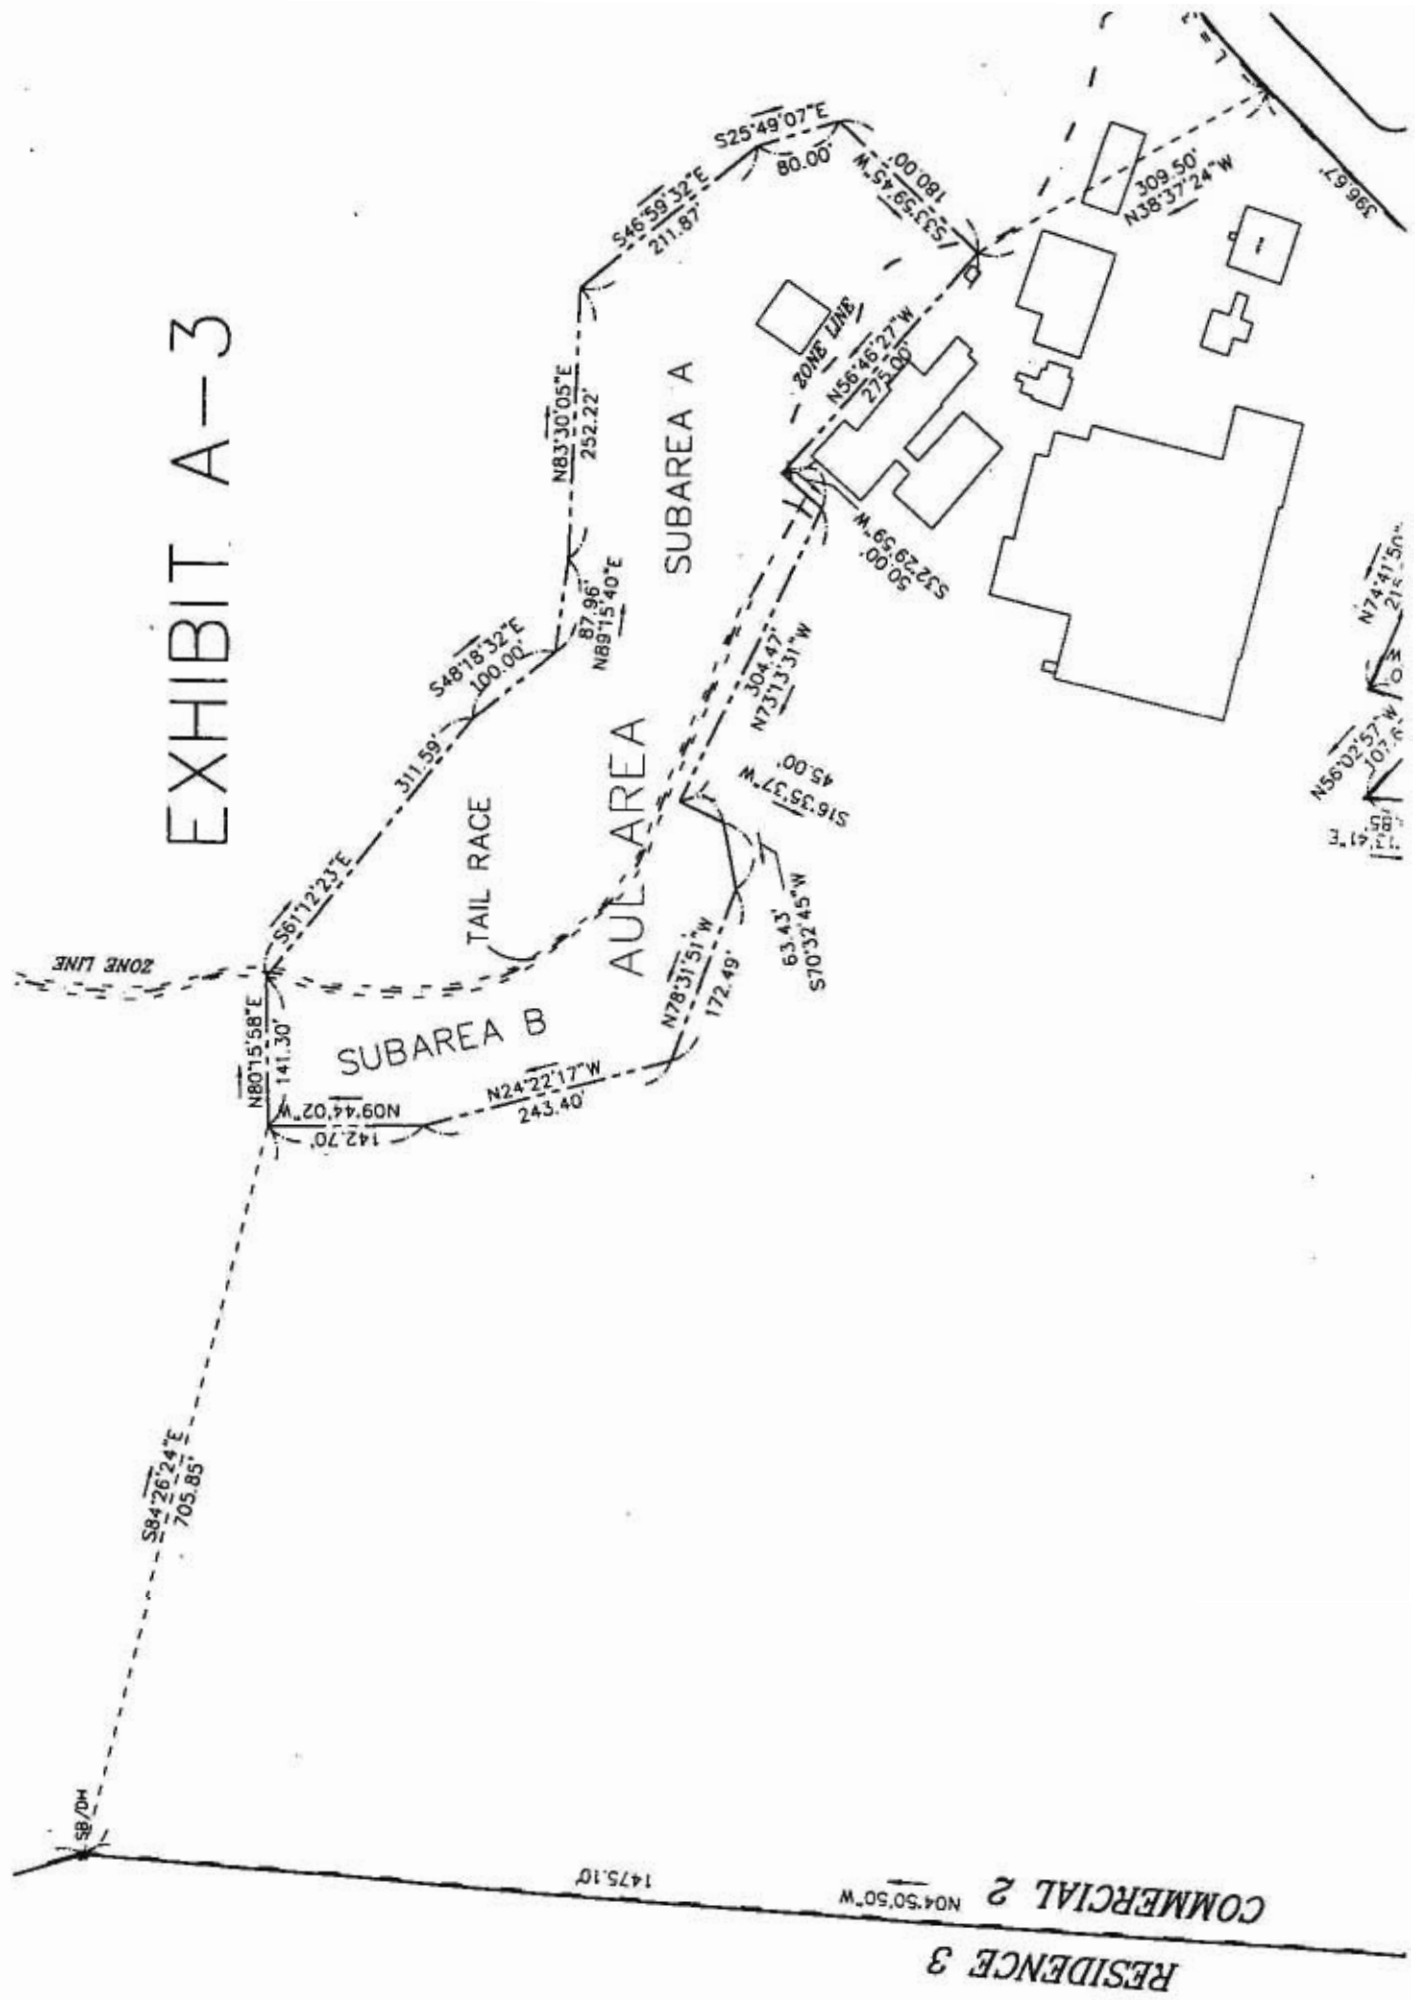 EXHIBIT A-3
ZONE LINE
S25°49'07"E
80.00'
S46°59'32"E
211.87'
S33°59'45"W
180.00'
309.50'
N38°37'24"W
396.67'
N83°30'05"E
252.22'
SUBAREA A
ZONE LINE
N56°46'27"W
275.00'
S32°29'59"W
50.00'
87.96'
N89°15'40"E
S48°18'32"E
100.00'
311.59'
S61°12'23"E
304.47'
N73°13'31"W
S16°35'37"W
45.00'
TAIL RACE
AUL AREA
63.43'
S70°32'45"W
N78°31'51"W
172.49'
N80°15'58"E
141.30'
SUBAREA B
N09°44'02"W
142.70'
N24°22'17"W
243.40'
N74°41'50"
N56°02'57"W
107.6
S84°26'24"E
705.85'
SB/DH
1475.10'
N04°50'50"W
COMMERCIAL 2
RESIDENCE 3